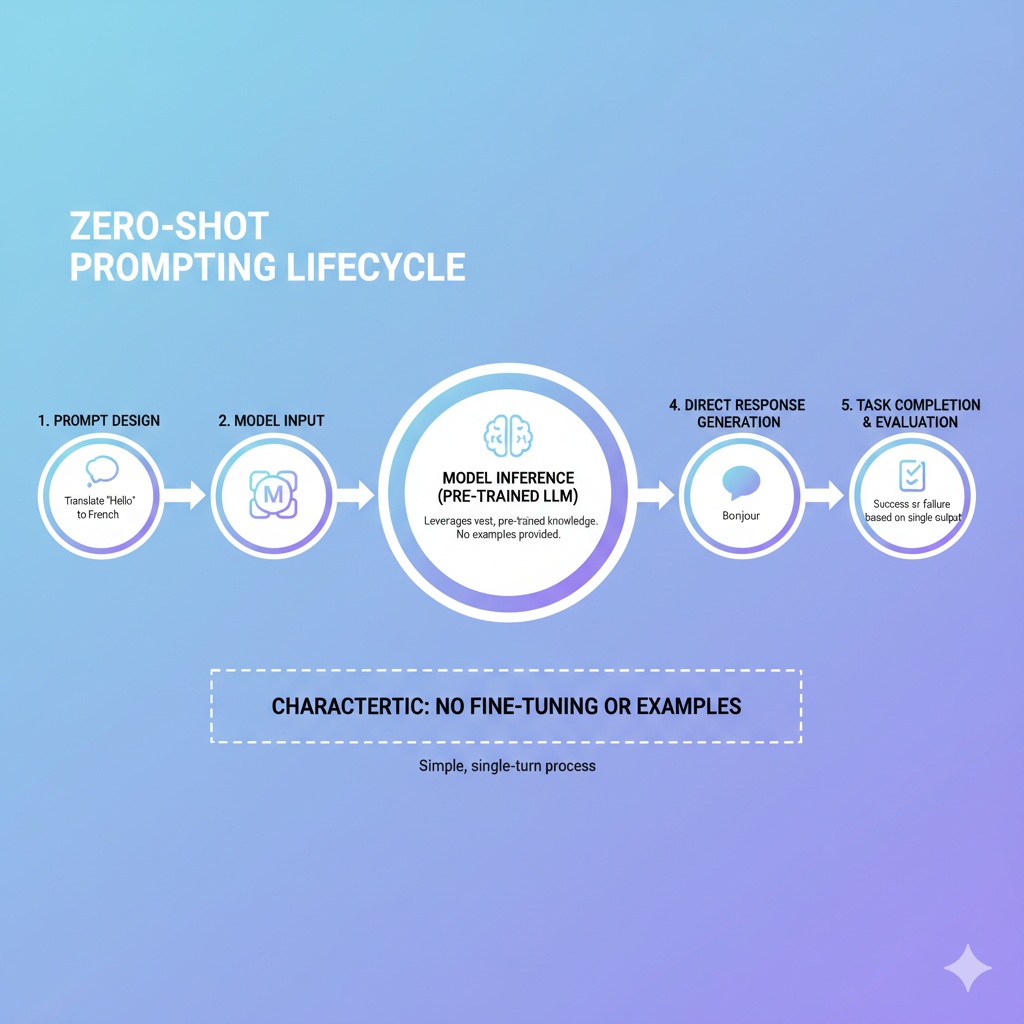 ZERO-SHOT
PROMPTING LIFECYCLE
1. PROMPT DESIGN
Translate "Hello"
to French
2. MODEL INPUT
M
MODEL INFERENCE
(PRE-TRAINED LLM)
Leverages vest, pre-trained knowledge.
No examples provided.
4. DIRECT RESPONSE
GENERATION
Bonjour
5. TASK COMPLETION
& EVALUATION
Success sr failure
based on single
CHARACTERTIC: NO FINE-TUNING OR EXAMPLES
Simple, single-turn process